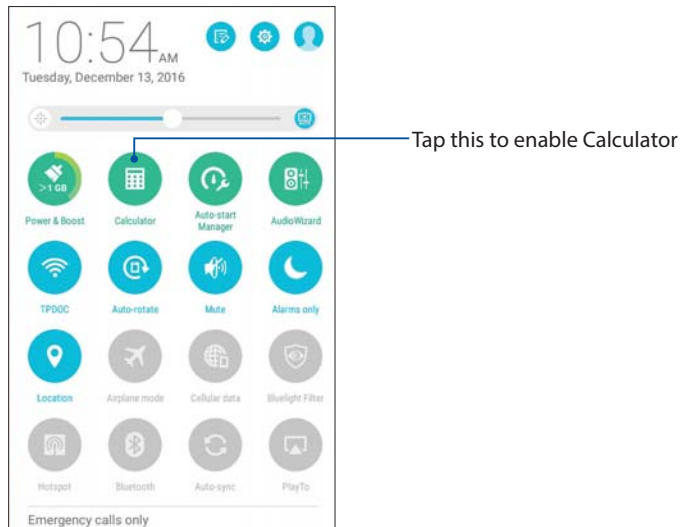 10:54 AM
Tuesday, December 13, 2016
Tap this to enable Calculator
>1 GB
Power & Boost
Calculator
Auto-start
Manager
AudioWizard
TPDOC
Auto-rotate
Mute
Alarms only
Location
Airplane mode
Cellular data
Bluelight Filter
Hotspot
Bluetooth
Auto-sync
PlayTo
Emergency calls only